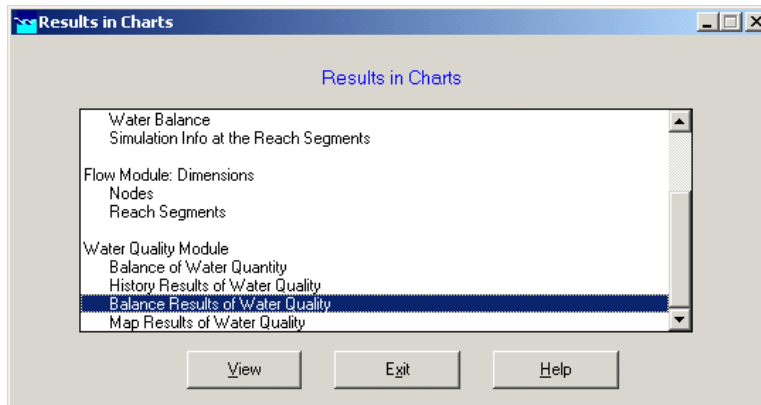 Results in Charts
Results in Charts
Water Balance
Simulation Info at the Reach Segments
Flow Module: Dimensions
Nodes
Reach Segments
Water Quality Module
Balance of Water Quantity
History Results of Water Quality
Balance Results of Water Quality
Map Results of Water Quality
View Exit Help